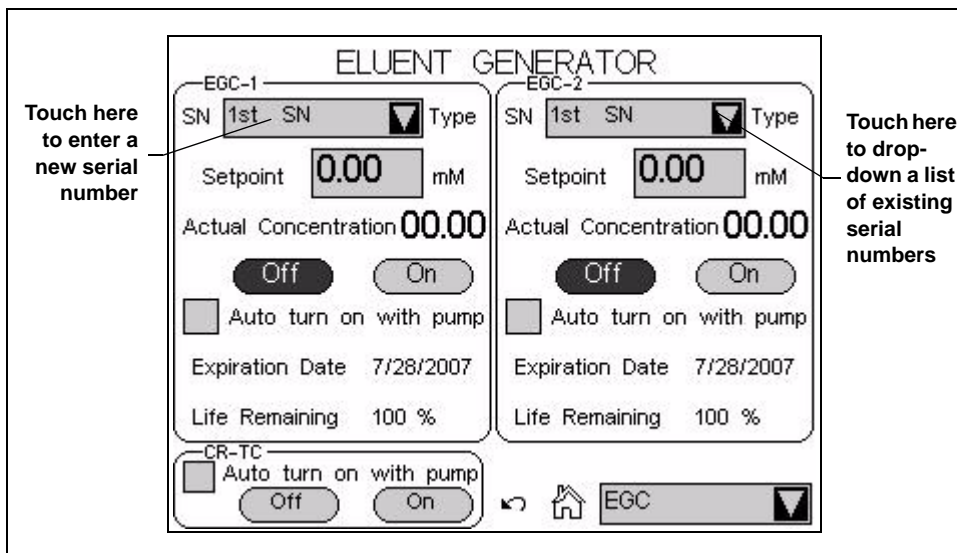 ELUENT GENERATOR
Touch here
to enter a
new serial
number
EGC-1
SN 1st SN Type
Setpoint 0.00 mM
Actual Concentration 00.00
Off On
Auto turn on with pump
Expiration Date 7/28/2007
Life Remaining 100 %
EGC-2
SN 1st SN Type
Setpoint 0.00 mM
Actual Concentration 00.00
Off On
Auto turn on with pump
Expiration Date 7/28/2007
Life Remaining 100 %
Touch here
to drop-
down a list
of existing
serial
numbers
CR-TC
Auto turn on with pump
Off On
EGC